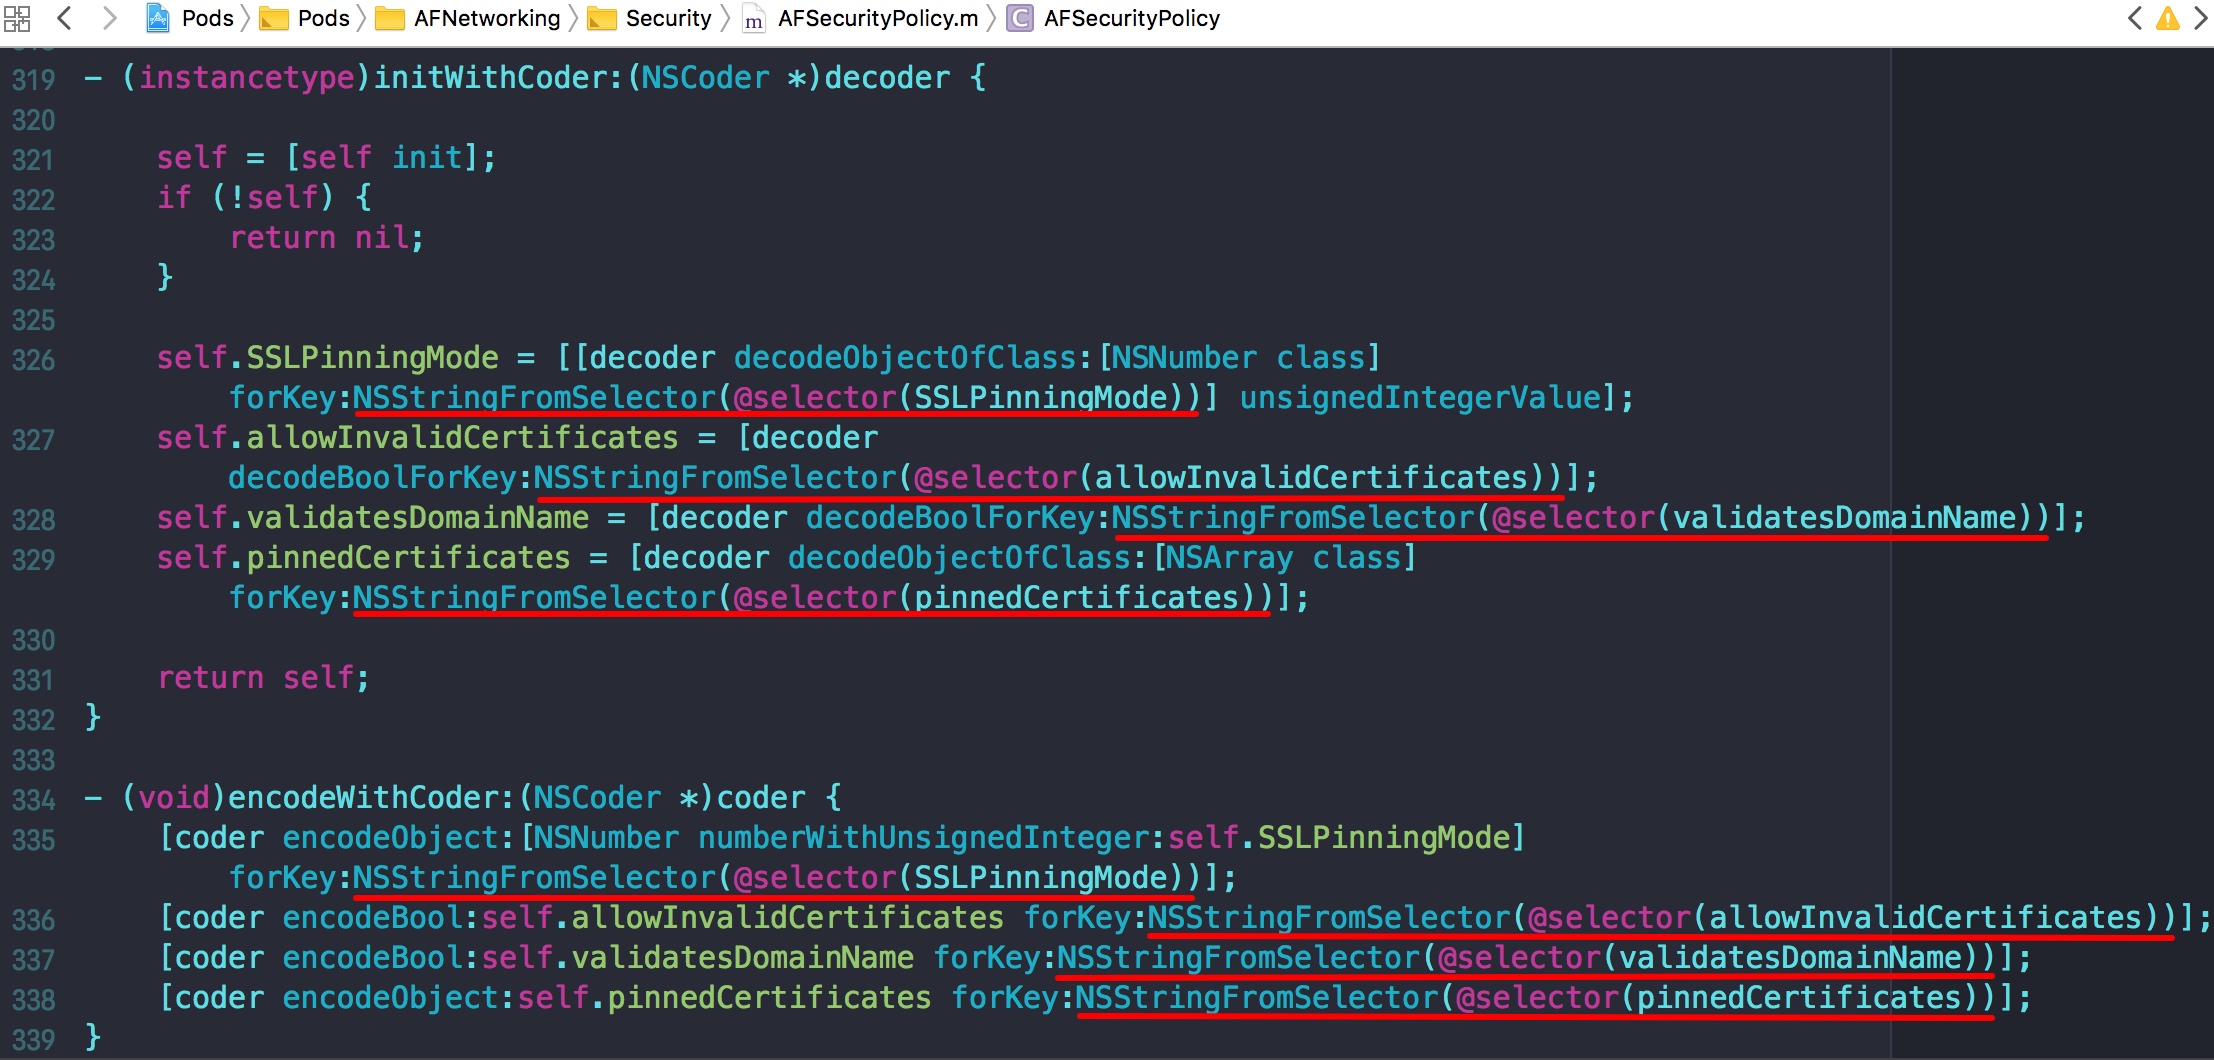 Pods Pods AFNetworking Security AFSecurityPolicy.m AFSecurityPolicy
319 - (instancetype)initWithCoder:(NSCoder *)decoder {
320
321 self = [self init];
322 if (!self) {
323 return nil;
324 }
325
326 self.SSLPinningMode = [[decoder decodeObjectOfClass:[NSNumber class]
forKey:NSStringFromSelector(@selector(SSLPinningMode))] unsignedIntegerValue];
327 self.allowInvalidCertificates = [decoder
decodeBoolForKey:NSStringFromSelector(@selector(allowInvalidCertificates))];
328 self.validatesDomainName = [decoder decodeBoolForKey:NSStringFromSelector(@selector(validatesDomainName))];
329 self.pinnedCertificates = [decoder decodeObjectOfClass:[NSArray class]
forKey:NSStringFromSelector(@selector(pinnedCertificates))];
330
331 return self;
332 }
333
334 - (void)encodeWithCoder:(NSCoder *)coder {
335 [coder encodeObject:[NSNumber numberWithUnsignedInteger:self.SSLPinningMode]
forKey:NSStringFromSelector(@selector(SSLPinningMode))];
336 [coder encodeBool:self.allowInvalidCertificates forKey:NSStringFromSelector(@selector(allowInvalidCertificates))];
337 [coder encodeBool:self.validatesDomainName forKey:NSStringFromSelector(@selector(validatesDomainName))];
338 [coder encodeObject:self.pinnedCertificates forKey:NSStringFromSelector(@selector(pinnedCertificates))];
339 }